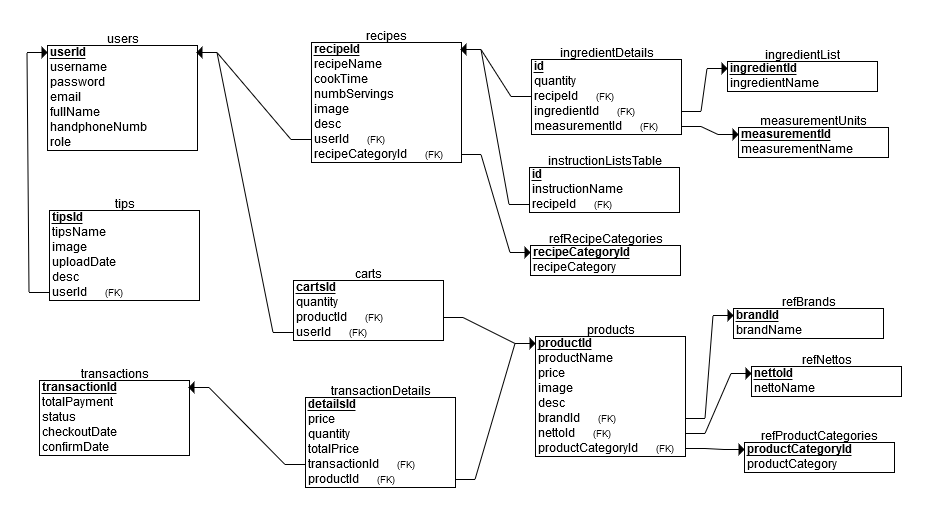 users
userId
username
password
email
fullName
handphoneNumb
role
recipes
recipeId
recipeName
cookTime
numbServings
image
desc
userId (FK)
recipeCategoryId (FK)
ingredientDetails
id
quantity
recipeId (FK)
ingredientId (FK)
measurementId (FK)
ingredientList
ingredientId
ingredientName
measurementUnits
measurementId
measurementName
instructionListsTable
id
instructionName
recipeId (FK)
tips
tipsId
tipsName
image
uploadDate
desc
userId (FK)
refRecipeCategories
recipeCategoryId
recipeCategory
carts
cartsId
quantity
productId (FK)
userId (FK)
products
productId
productName
price
image
desc
brandId (FK)
nettoId (FK)
productCategoryId (FK)
refBrands
brandId
brandName
refNettos
nettoId
nettoName
refProductCategories
productCategoryId
productCategory
transactions
transactionId
totalPayment
status
checkoutDate
confirmDate
transactionDetails
detailsId
price
quantity
totalPrice
transactionId (FK)
productId (FK)